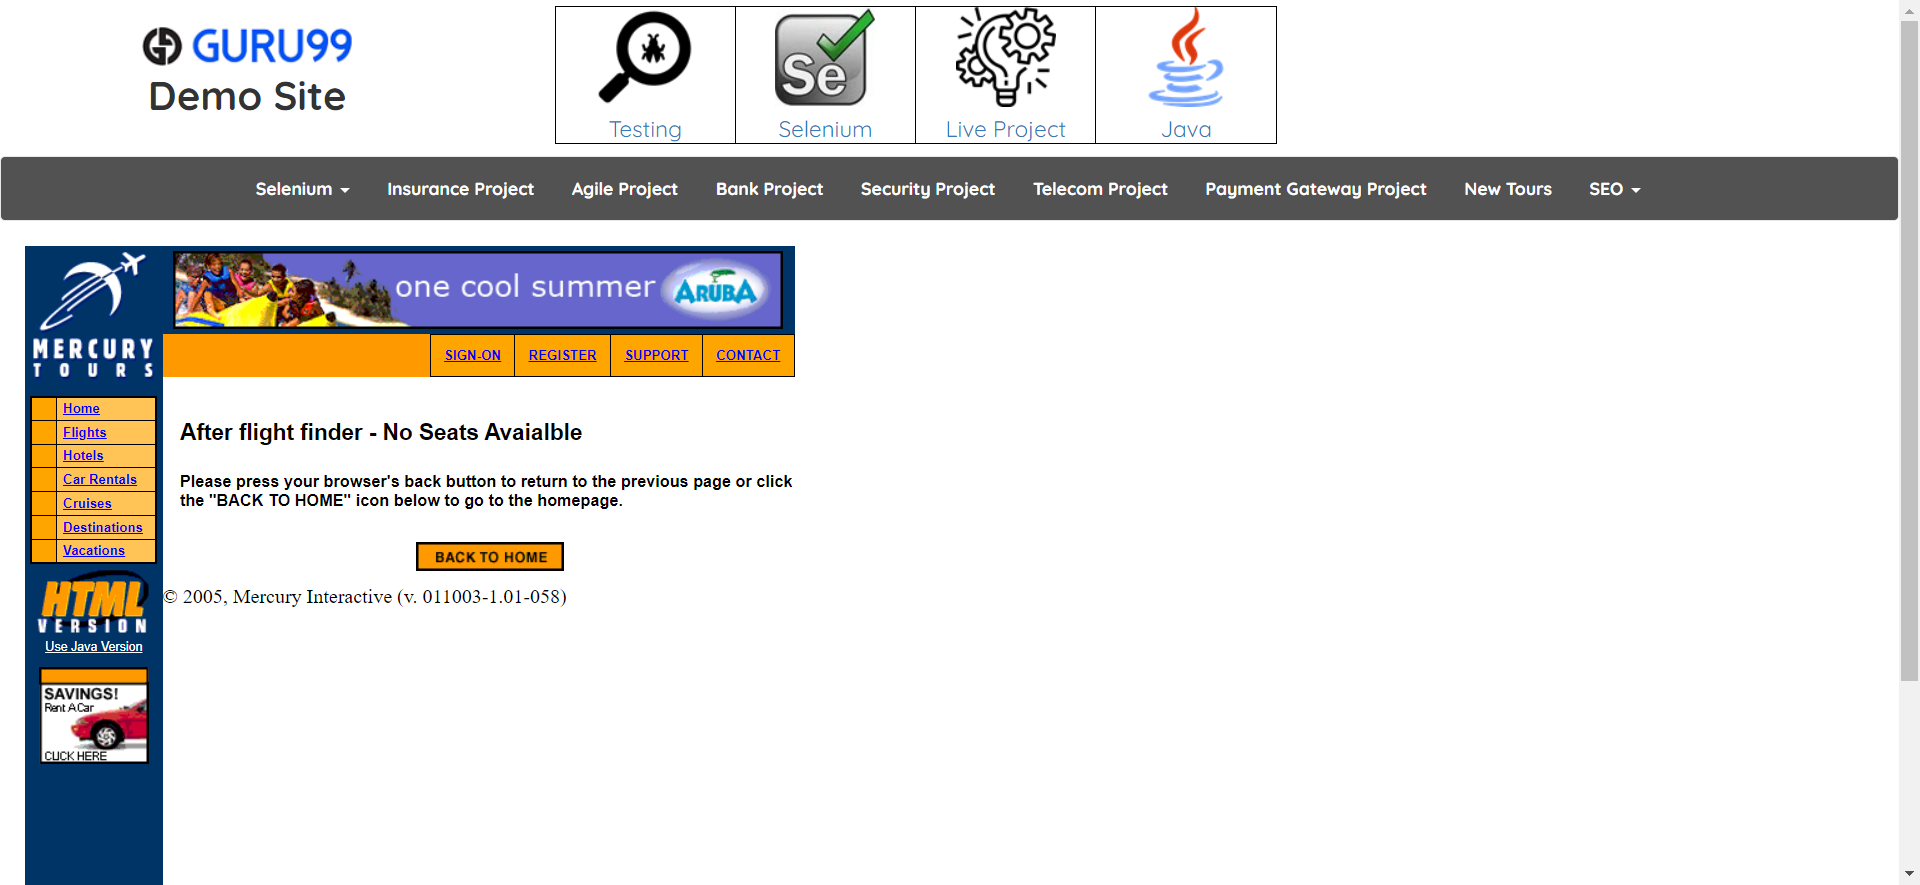 GURU99
Demo Site
Testing
Se
Selenium
Live Project
Java
Selenium
Insurance Project
Agile Project
Bank Project
Security Project
Telecom Project
Payment Gateway Project
New Tours
SEO
MERCURY
TOURS
one cool summer
ARUBA
SIGN-ON
REGISTER
SUPPORT
CONTACT
Home
Flights
Hotels
Car Rentals
Cruises
Destinations
Vacations
HTML
VERSION
Use Java Version
SAVINGS!
Rent A Car
CLICK HERE
After flight finder - No Seats Avaialble
Please press your browser's back button to return to the previous page or click
the "BACK TO HOME" icon below to go to the homepage.
BACK TO HOME
© 2005, Mercury Interactive (v. 011003-1.01-058)